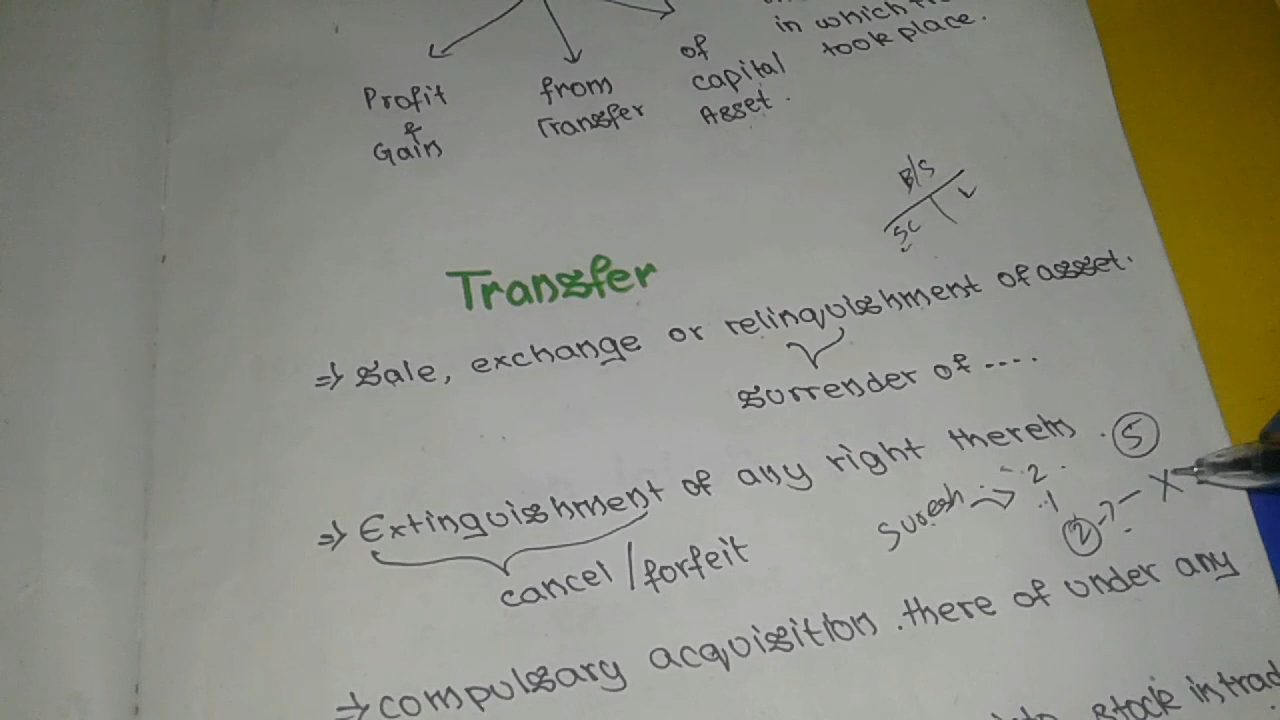 in which
took place.
Profit
&
Gain
from
Transfer
of
capital
Asset.
B/S
SC L
Transfer
⇒ Sale, exchange or relinquishment of asset.
surrender of ....
⇒ Extinguishment of any right therein. 5
Suresh → 2
1
2 → - X
cancel / forfeit
⇒ compulsary acquisition there of under any
stock in trad